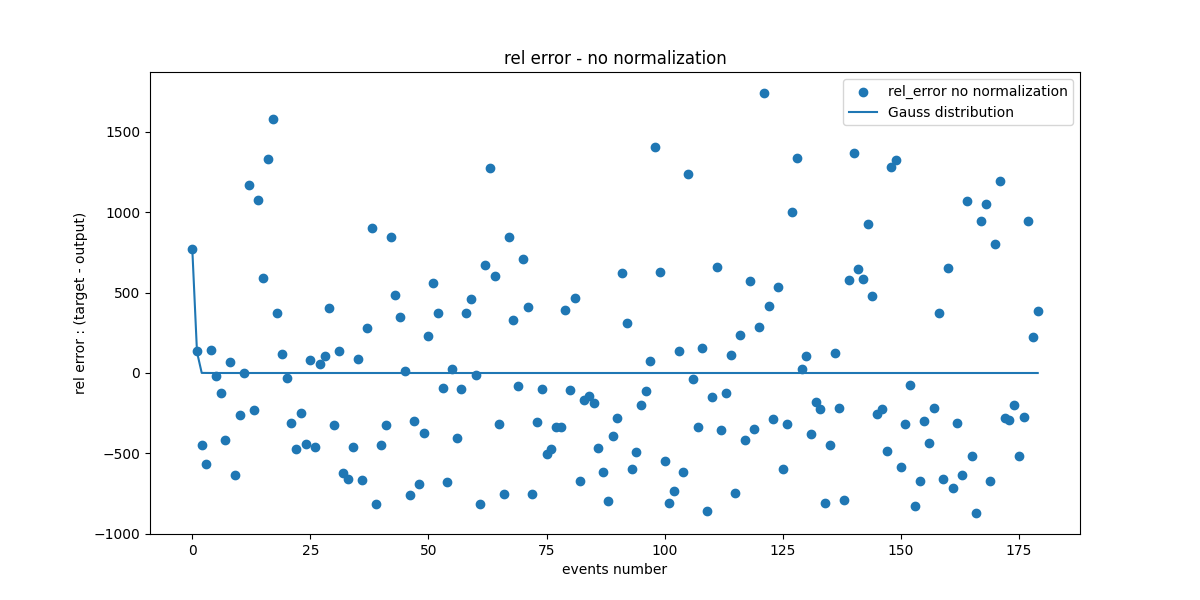 rel error - no normalization
rel_error no normalization
Gauss distribution
rel error : (target - output)
1500
1000
500
0
−500
−1000
0 25 50 75 100 125 150 175
events number